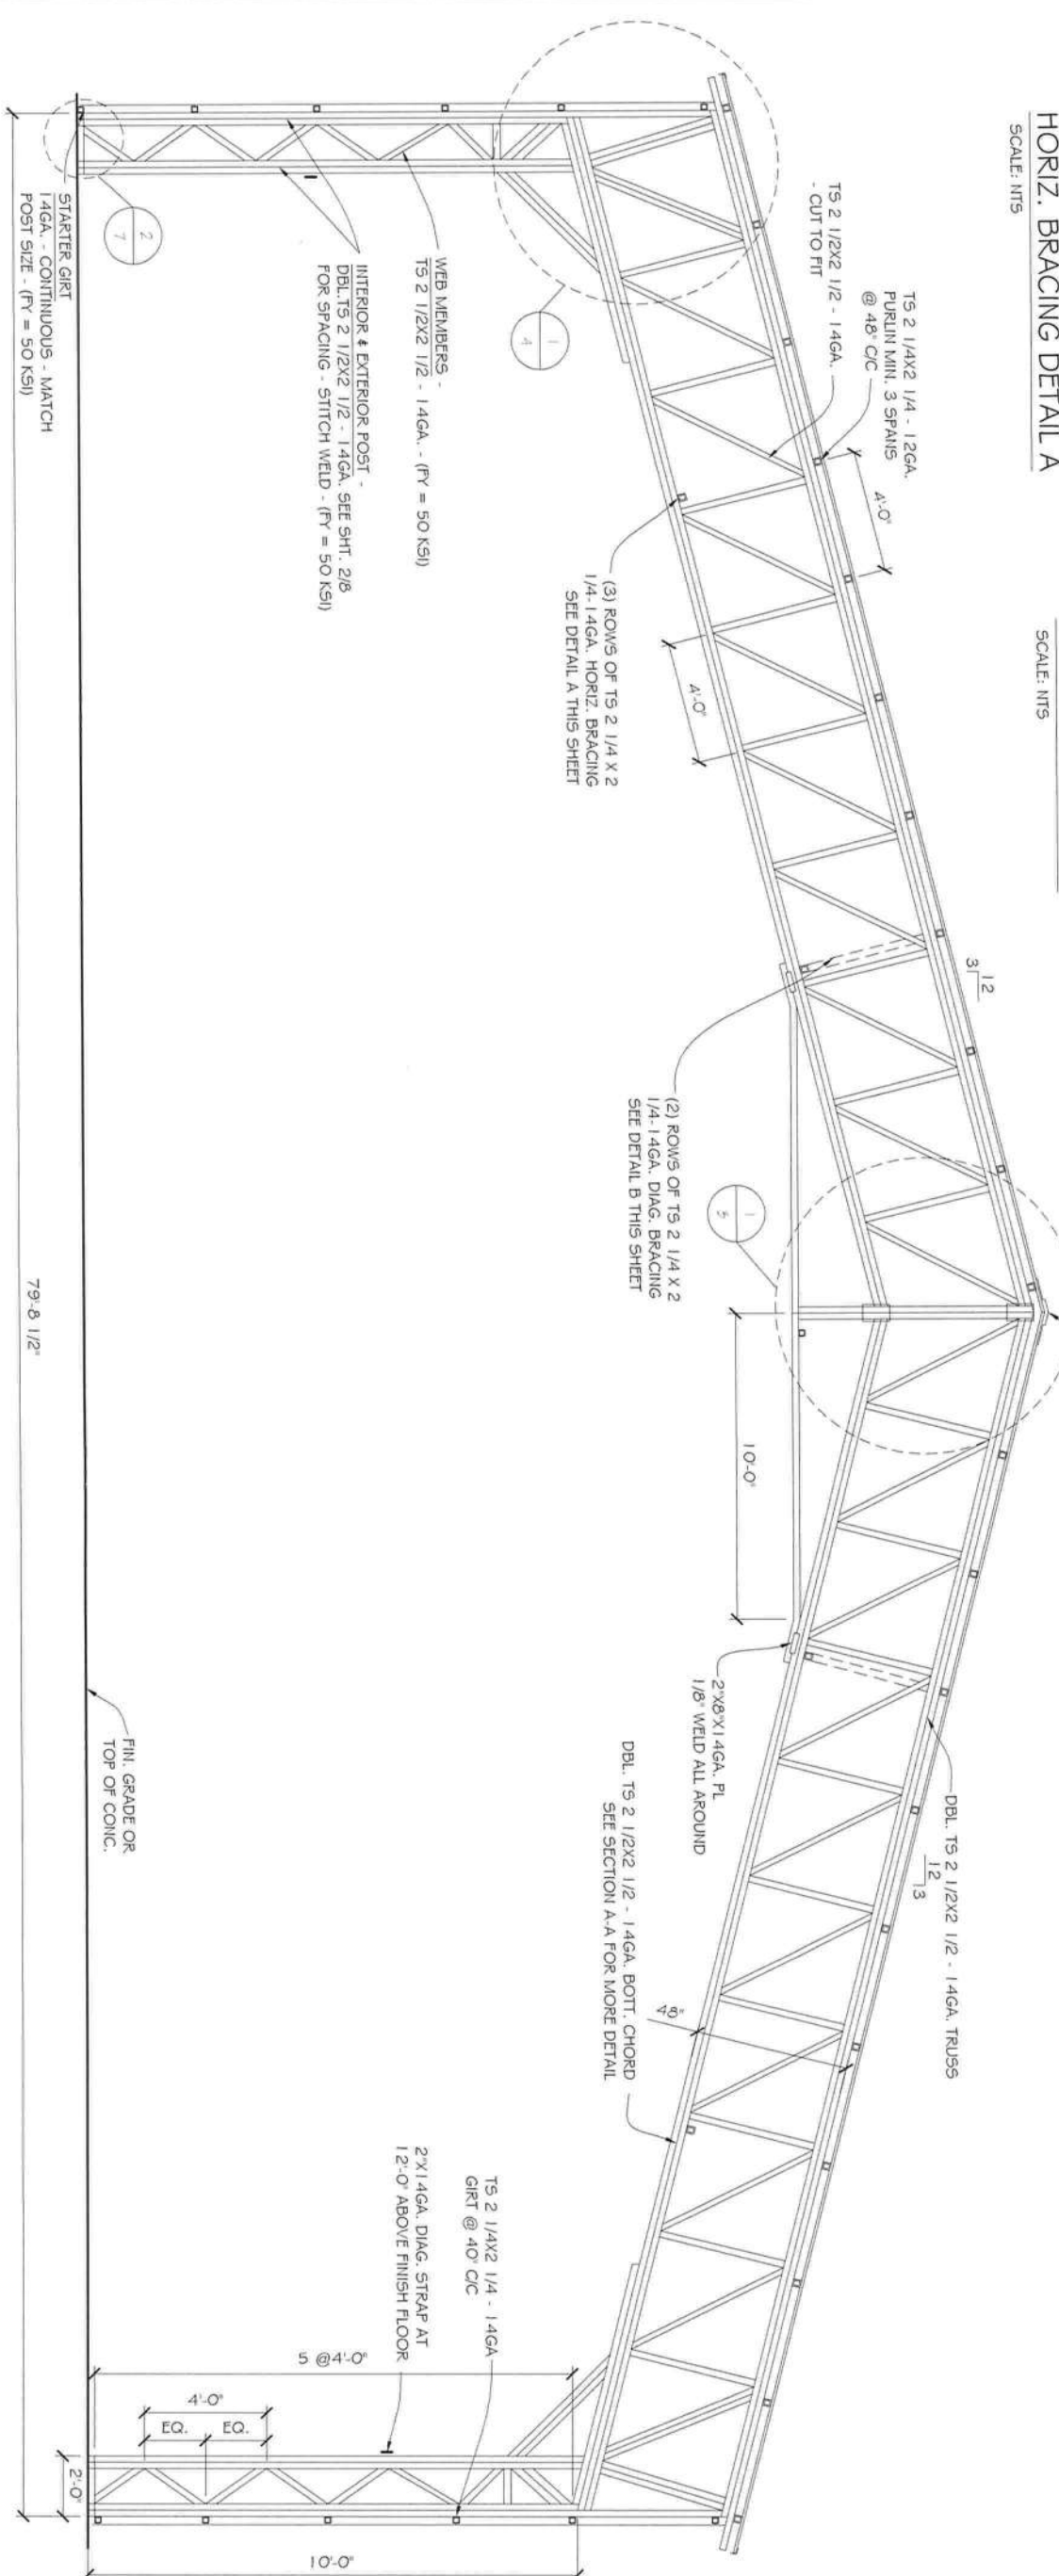 HORIZ. BRACING DETAIL A
SCALE: NTS
SCALE: NTS
TS 2 1/4X2 1/4 - 12GA.
PURLIN MIN. 3 SPANS
@ 48" C/C
TS 2 1/2X2 1/2 - 14GA.
- CUT TO FIT
4'-0"
12
3
DBL. TS 2 1/2X2 1/2 - 14GA. TRUSS
12
3
1
4
(3) ROWS OF TS 2 1/4 X 2
1/4-14GA. HORIZ. BRACING
SEE DETAIL A THIS SHEET
4'-0"
(2) ROWS OF TS 2 1/4 X 2
1/4-14GA. DIAG. BRACING
SEE DETAIL B THIS SHEET
1
5
10'-0"
2"X8"X14GA. PL
1/8" WELD ALL AROUND
DBL. TS 2 1/2X2 1/2 - 14GA. BOTT. CHORD
SEE SECTION A-A FOR MORE DETAIL
48"
WEB MEMBERS -
TS 2 1/2X2 1/2 - 14GA. - (FY = 50 KSI)
INTERIOR & EXTERIOR POST -
DBL.TS 2 1/2X2 1/2 - 14GA. SEE SHT. 2/8
FOR SPACING - STITCH WELD - (FY = 50 KSI)
TS 2 1/4X2 1/4 - 14GA
GIRT @ 40" C/C
2"X14GA. DIAG. STRAP AT
12'-0" ABOVE FINISH FLOOR
5 @4'-0"
4'-0"
EQ.
EQ.
2'-0"
10'-0"
2
7
STARTER GIRT
14GA. - CONTINUOUS - MATCH
POST SIZE - (FY = 50 KSI)
FIN. GRADE OR
TOP OF CONC.
79'-8 1/2"